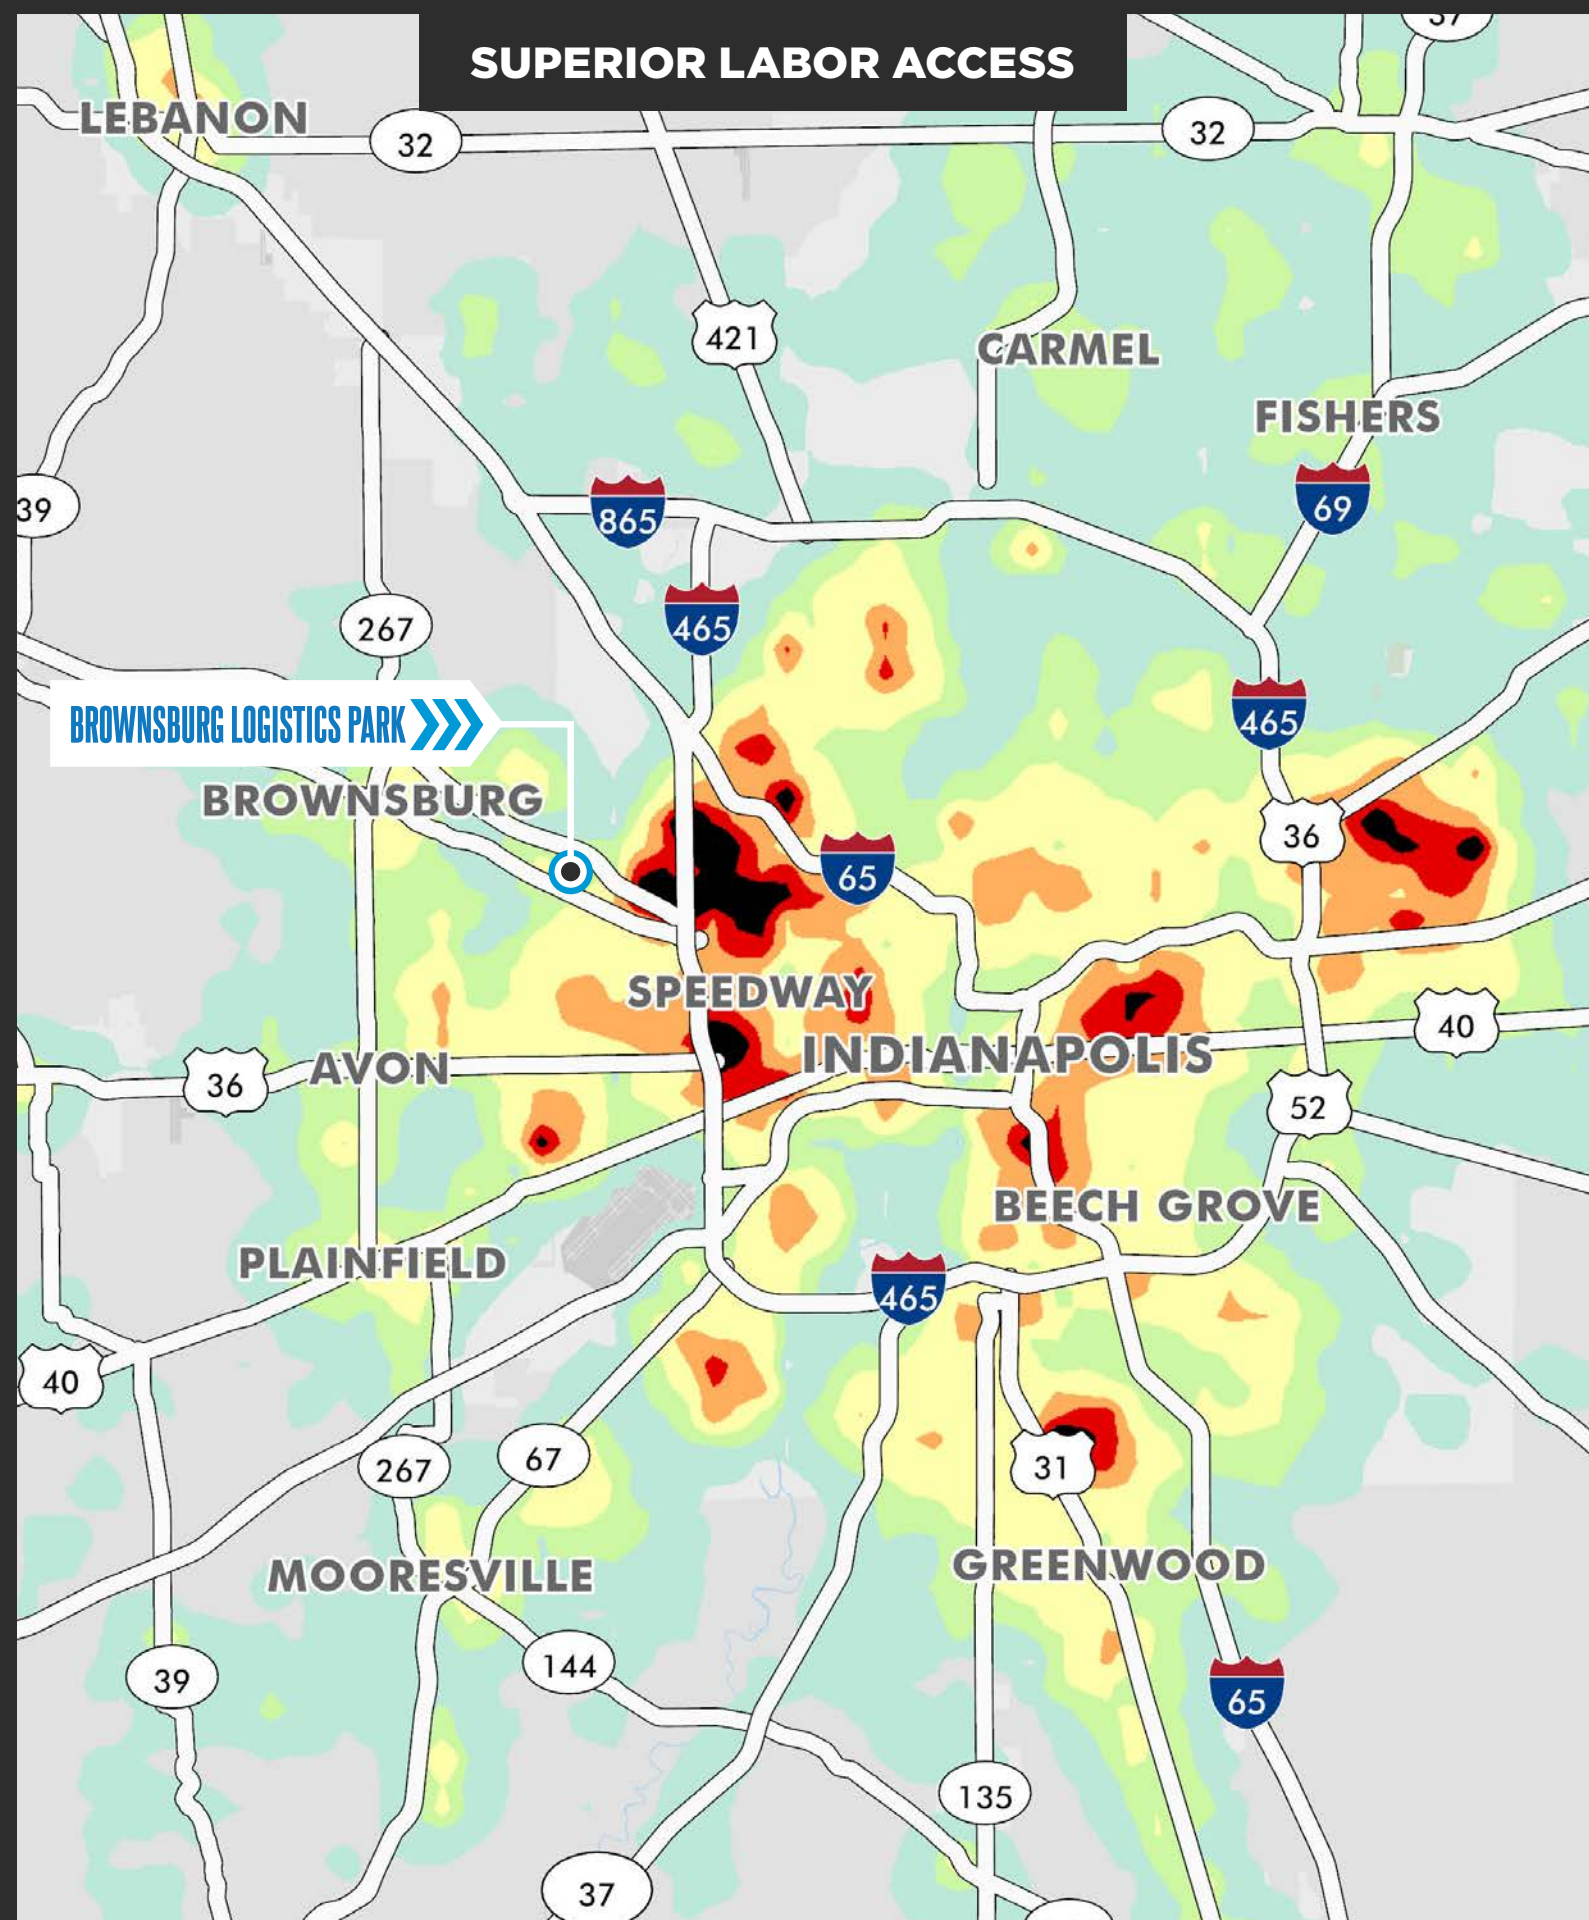 37
SUPERIOR LABOR ACCESS
LEBANON
32
32
421
CARMEL
FISHERS
39
865
69
267
465
465
BROWNSBURG LOGISTICS PARK
BROWNSBURG
36
65
SPEEDWAY
40
INDIANAPOLIS
36
AVON
52
BEECH GROVE
PLAINFIELD
465
40
267
67
31
MOORESVILLE
GREENWOOD
144
39
65
135
37